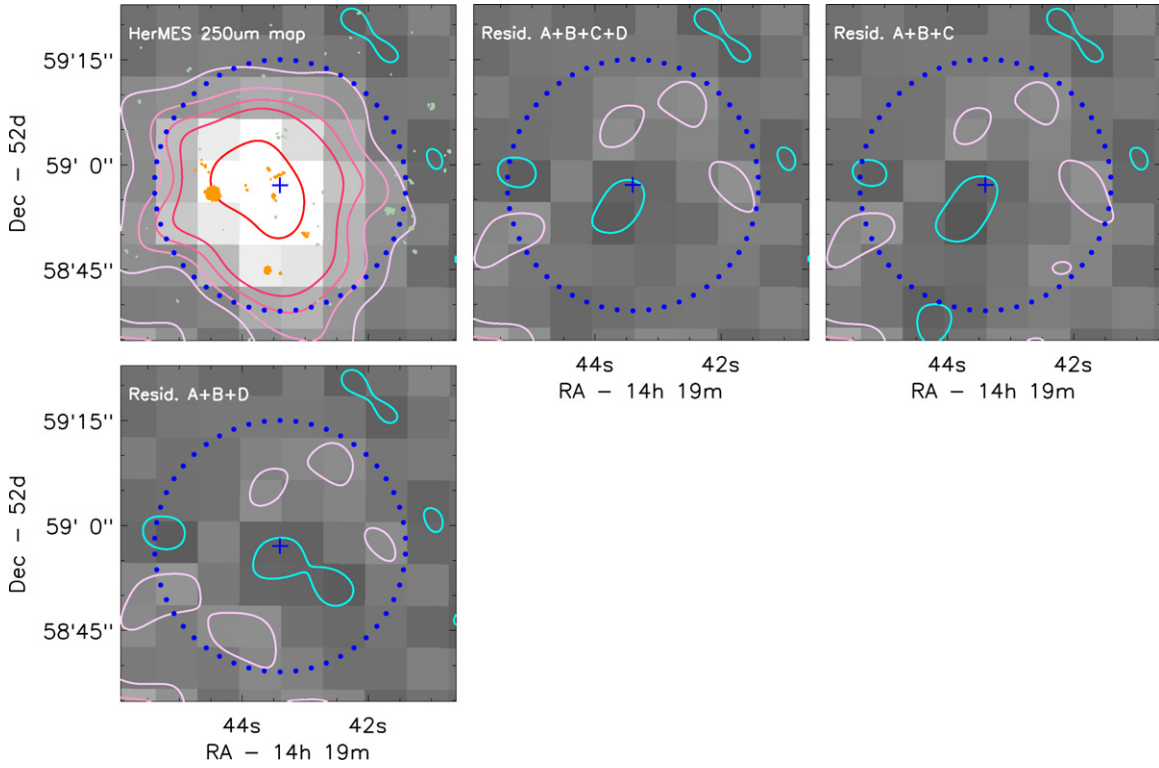 HerMES 250um map
Resid. A+B+C+D
Resid. A+B+C
59'15''
59' 0''
58'45''
Dec − 52d
44s 42s
RA − 14h 19m
44s 42s
RA − 14h 19m
Resid. A+B+D
59'15''
59' 0''
58'45''
Dec − 52d
44s 42s
RA − 14h 19m